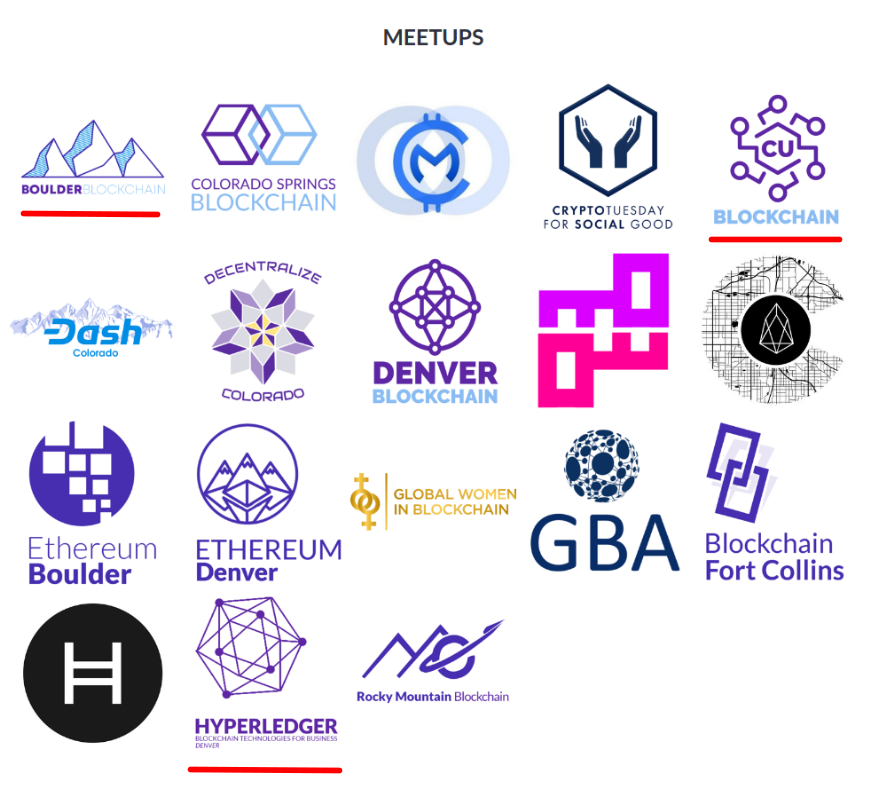 MEETUPS
BOULDERBLOCKCHAIN
COLORADO SPRINGS
BLOCKCHAIN
CRYPTOTUESDAY
FOR SOCIAL GOOD
CU
BLOCKCHAIN
Dash
Colorado
DECENTRALIZE
COLORADO
DENVER
BLOCKCHAIN
Ethereum
Boulder
ETHEREUM
Denver
GLOBAL WOMEN
IN BLOCKCHAIN
GBA
Blockchain
Fort Collins
H
HYPERLEDGER
BLOCKCHAIN TECHNOLOGIES FOR BUSINESS
DENVER
Rocky Mountain Blockchain